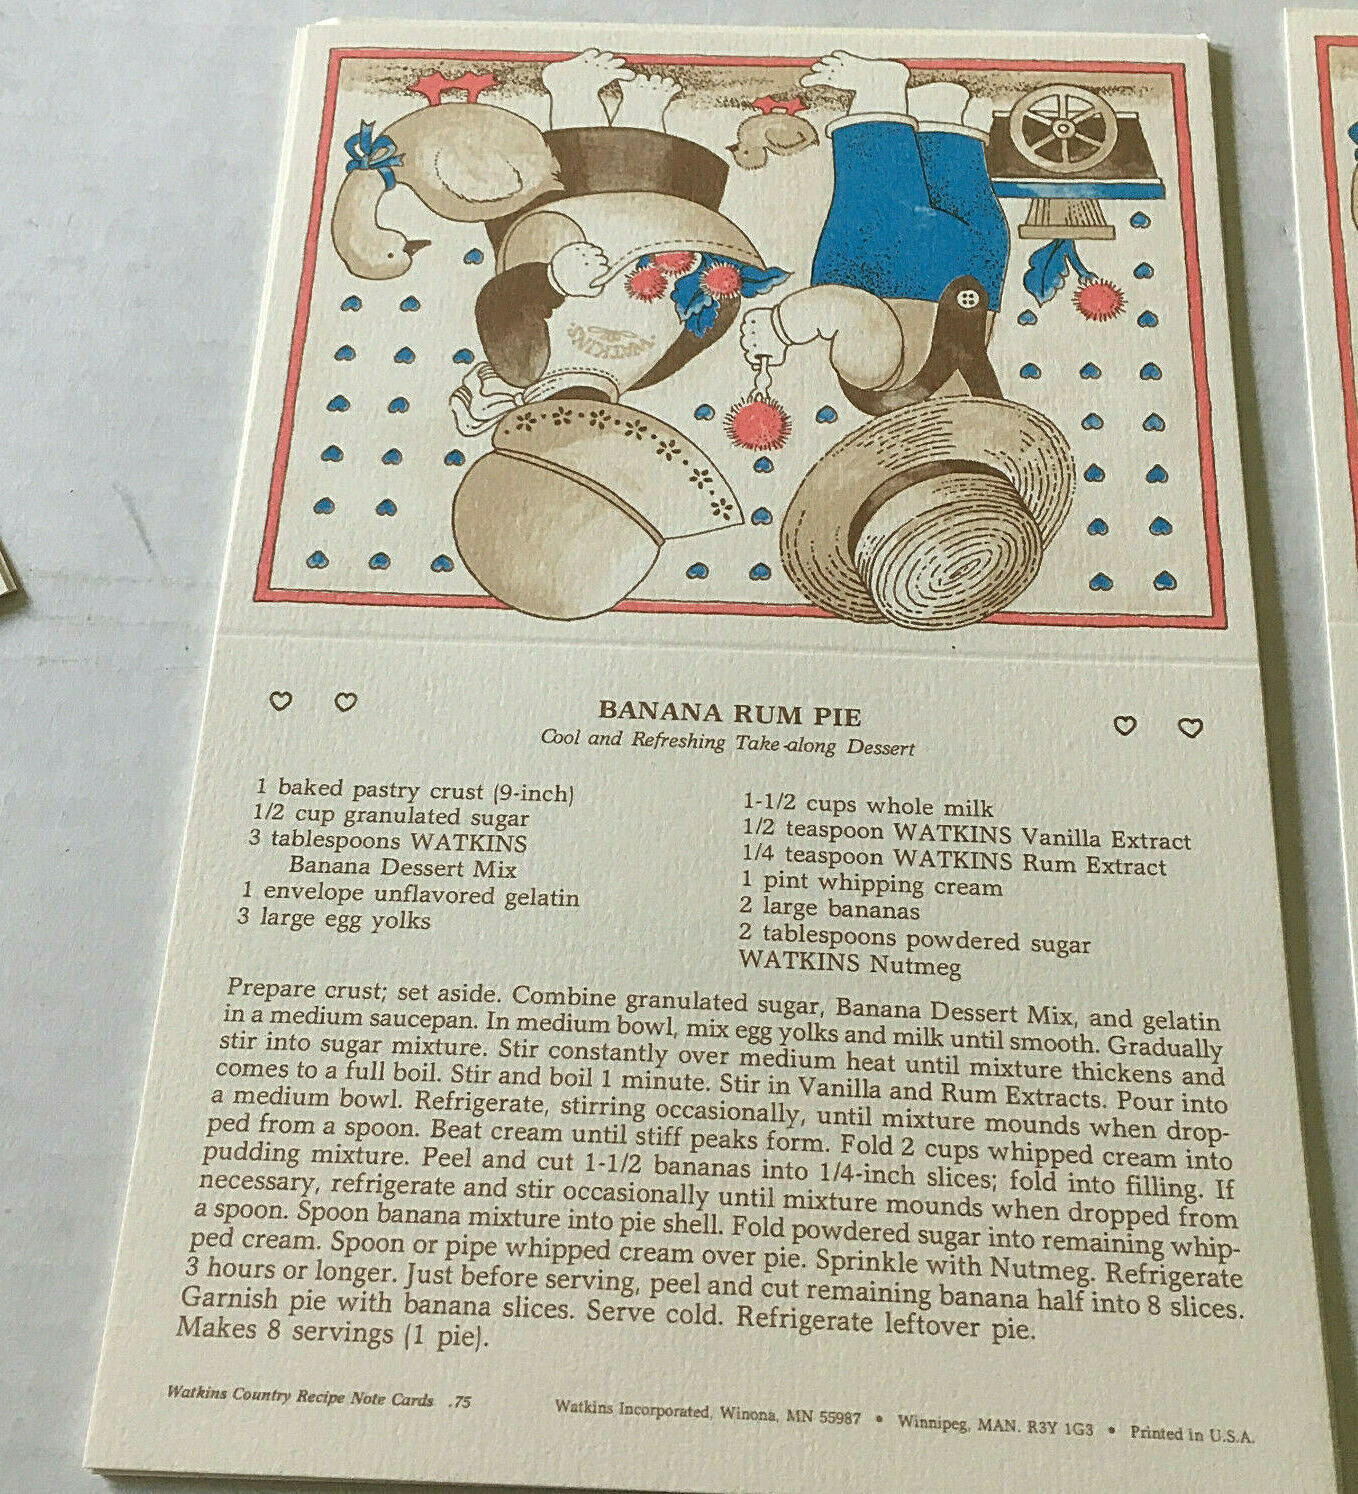 WATKINS
BANANA RUM PIE
Cool and Refreshing Take-along Dessert
1 baked pastry crust (9-inch)
1/2 cup granulated sugar
3 tablespoons WATKINS
Banana Dessert Mix
1 envelope unflavored gelatin
3 large egg yolks
1-1/2 cups whole milk
1/2 teaspoon WATKINS Vanilla Extract
1/4 teaspoon WATKINS Rum Extract
1 pint whipping cream
2 large bananas
2 tablespoons powdered sugar
WATKINS Nutmeg
Prepare crust; set aside. Combine granulated sugar, Banana Dessert Mix, and gelatin
in a medium saucepan. In medium bowl, mix egg yolks and milk until smooth. Gradually
stir into sugar mixture. Stir constantly over medium heat until mixture thickens and
comes to a full boil. Stir and boil 1 minute. Stir in Vanilla and Rum Extracts. Pour into
a medium bowl. Refrigerate, stirring occasionally, until mixture mounds when drop-
ped from a spoon. Beat cream until stiff peaks form. Fold 2 cups whipped cream into
pudding mixture. Peel and cut 1-1/2 bananas into 1/4-inch slices; fold into filling. If
necessary, refrigerate and stir occasionally until mixture mounds when dropped from
a spoon. Spoon banana mixture into pie shell. Fold powdered sugar into remaining whip-
ped cream. Spoon or pipe whipped cream over pie. Sprinkle with Nutmeg. Refrigerate
3 hours or longer. Just before serving, peel and cut remaining banana half into 8 slices.
Garnish pie with banana slices. Serve cold. Refrigerate leftover pie.
Makes 8 servings (1 pie).
Watkins Country Recipe Note Cards .75
Watkins Incorporated, Winona, MN 55987 • Winnipeg, MAN. R3Y 1G3 • Printed in U.S.A.